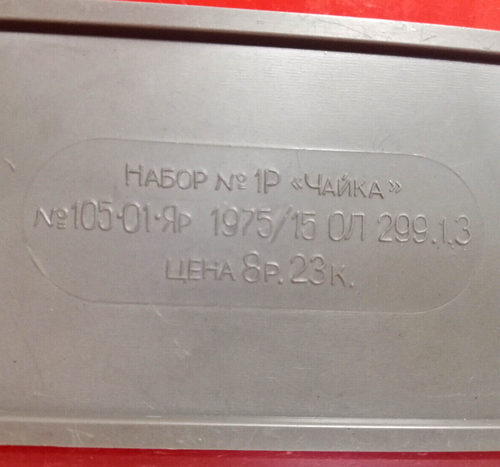 НАБОР № 1Р «ЧАЙКА»
№105·01·ЯР 1975/15 ОЛ 299.1.3
ЦЕНА 8Р. 23К.